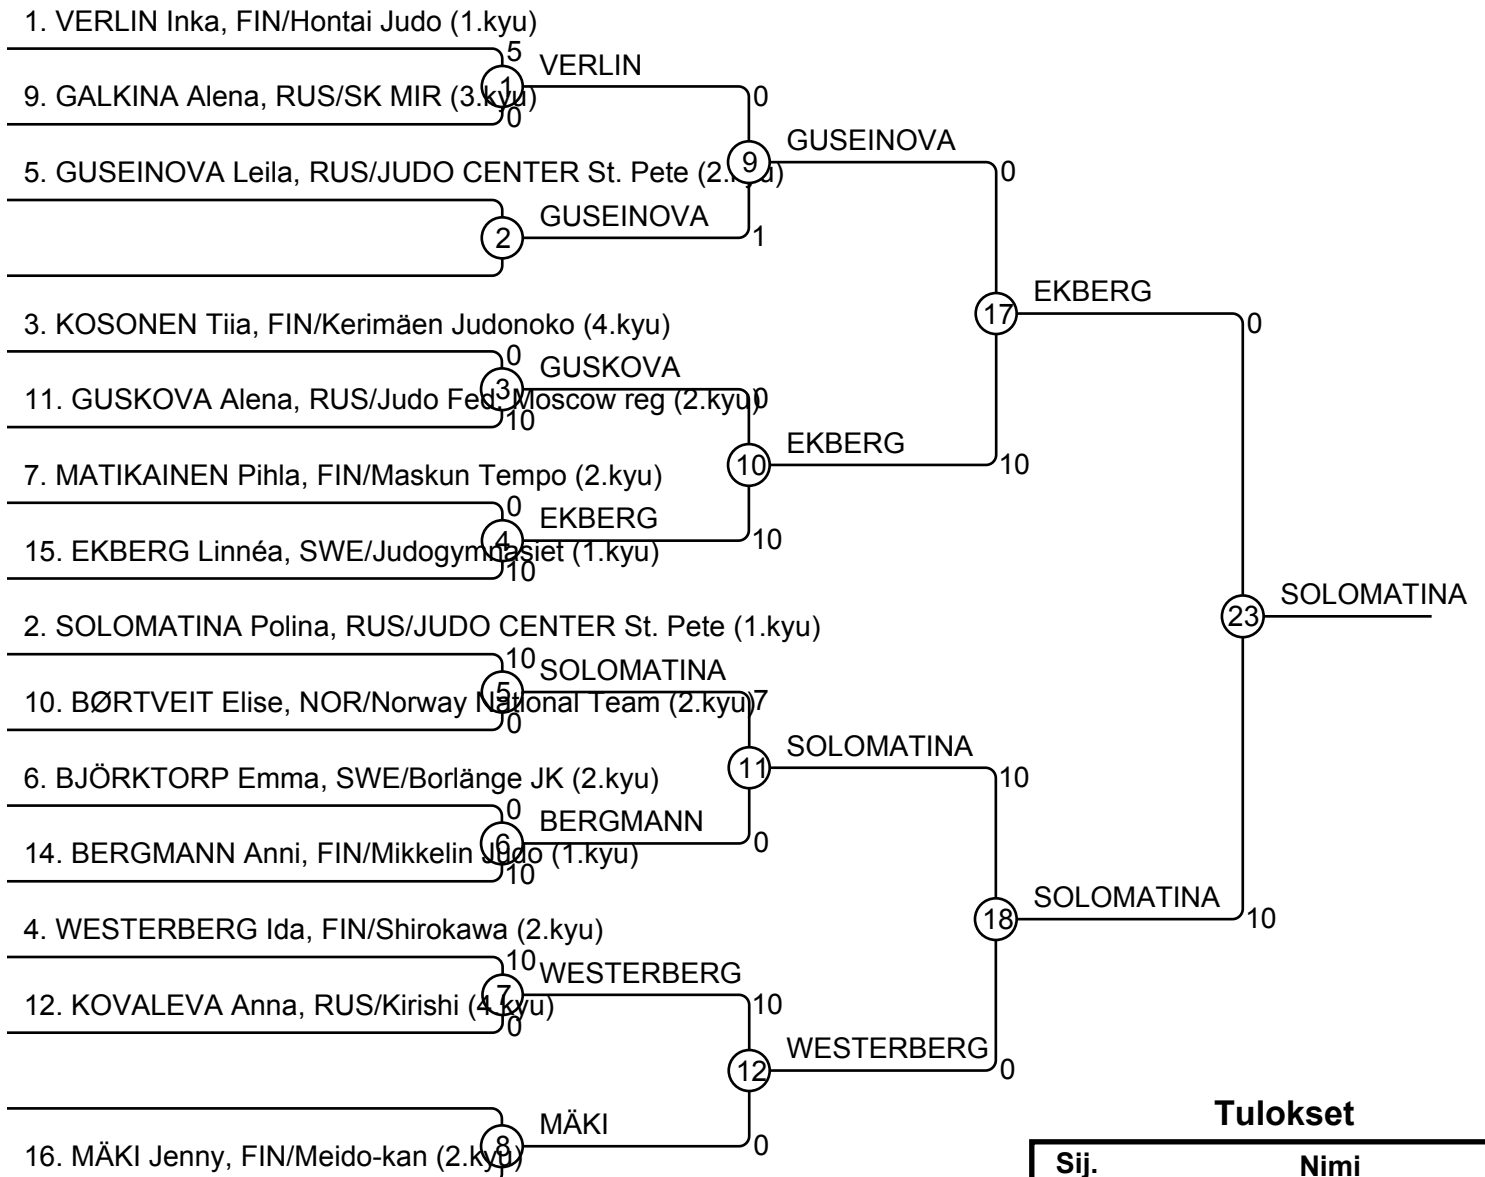 1. VERLIN Inka, FIN/Hontai Judo (1.kyu)
5
VERLIN
1
9. GALKINA Alena, RUS/SK MIR (3.kyu)
0
0
GUSEINOVA
9
5. GUSEINOVA Leila, RUS/JUDO CENTER St. Pete (2.kyu)
0
GUSEINOVA
2
1
EKBERG
17
0
3. KOSONEN Tiia, FIN/Kerimäen Judonoko (4.kyu)
0
GUSKOVA
3
0
11. GUSKOVA Alena, RUS/Judo Fed. Moscow reg (2.kyu)
10
EKBERG
10
10
7. MATIKAINEN Pihla, FIN/Maskun Tempo (2.kyu)
0
EKBERG
4
10
15. EKBERG Linnéa, SWE/Judogymnasiet (1.kyu)
10
SOLOMATINA
23
2. SOLOMATINA Polina, RUS/JUDO CENTER St. Pete (1.kyu)
10
SOLOMATINA
5
7
10. BØRTVEIT Elise, NOR/Norway National Team (2.kyu)
0
SOLOMATINA
11
10
6. BJÖRKTORP Emma, SWE/Borlänge JK (2.kyu)
0
BERGMANN
6
0
14. BERGMANN Anni, FIN/Mikkelin Judo (1.kyu)
10
SOLOMATINA
18
10
4. WESTERBERG Ida, FIN/Shirokawa (2.kyu)
10
WESTERBERG
7
10
12. KOVALEVA Anna, RUS/Kirishi (4.kyu)
0
WESTERBERG
12
0
MÄKI
8
0
16. MÄKI Jenny, FIN/Meido-kan (2.kyu)
Tulokset
Sij. Nimi